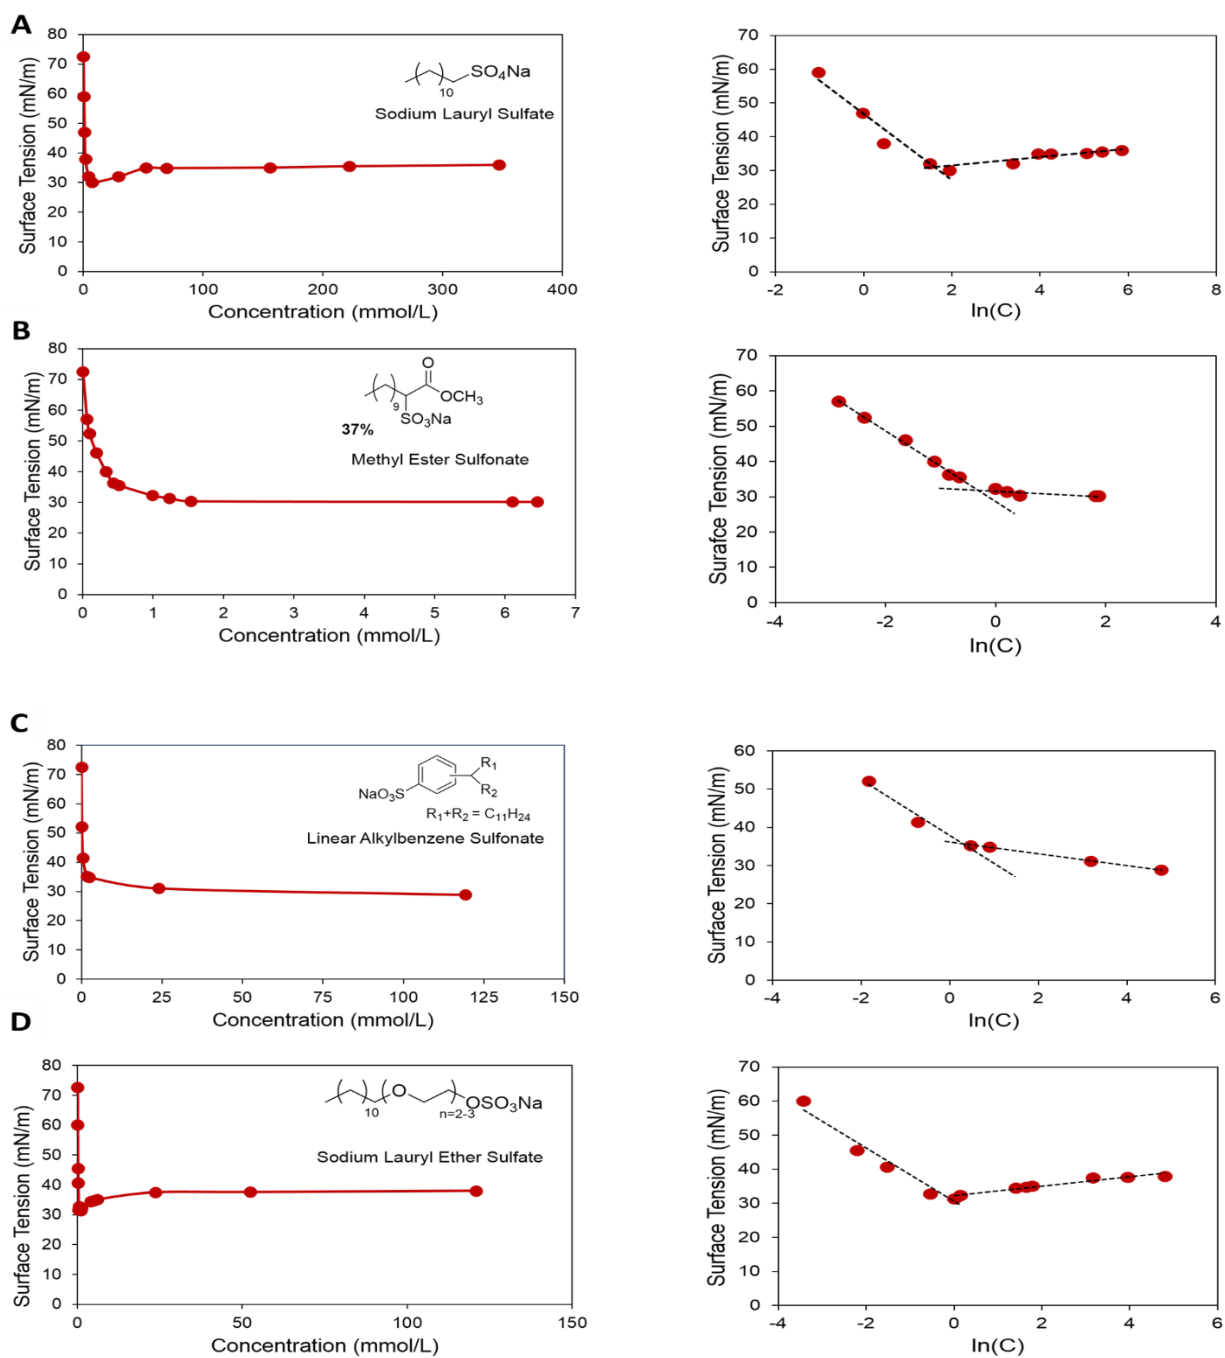 A
Surface Tension (mN/m)
80
70
60
50
40
30
20
10
0
0 100 200 300 400
Concentration (mmol/L)
10
SO4Na
Sodium Lauryl Sulfate
Surface Tension (mN/m)
70
60
50
40
30
20
10
0
-2 0 2 4 6 8
ln(C)
B
Surface Tension (mN/m)
80
70
60
50
40
30
20
10
0
0 1 2 3 4 5 6 7
Concentration (mmol/L)
O
OCH3
9
SO3Na
37%
Methyl Ester Sulfonate
Surafce Tension (mN/m)
70
60
50
40
30
20
10
0
-4 -2 0 2 4
ln(C)
C
Surface Tension (mN/m)
80
70
60
50
40
30
20
10
0
0 25 50 75 100 125 150
Concentration (mmol/L)
R1
R2
NaO3S
R1+R2 = C11H24
Linear Alkylbenzene Sulfonate
Surface Tension (mN/m)
60
50
40
30
20
10
0
-4 -2 0 2 4 6
ln(C)
D
Surface Tension (mN/m)
80
70
60
50
40
30
20
10
0
0 50 100 150
Concentration (mmol/L)
10
O
n=2-3
OSO3Na
Sodium Lauryl Ether Sulfate
Surface Tension (mN/m)
70
60
50
40
30
20
10
0
-4 -2 0 2 4 6
ln(C)